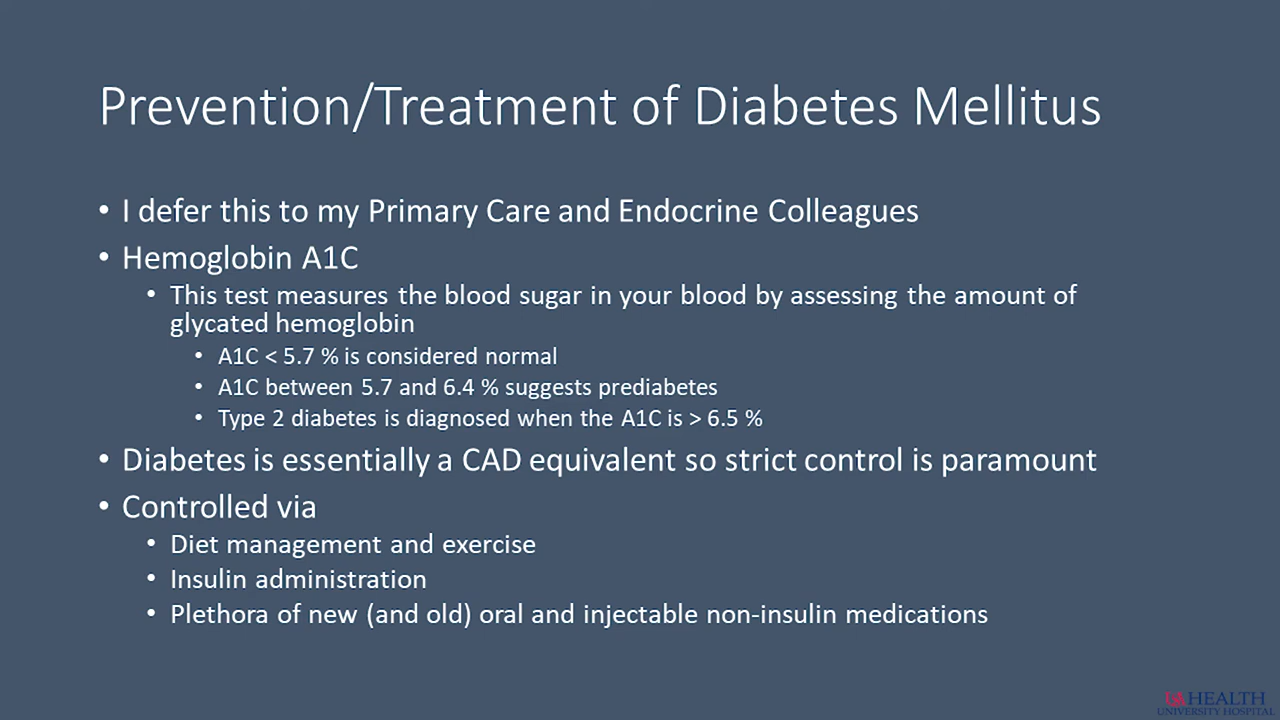 Prevention/Treatment of Diabetes Mellitus
• I defer this to my Primary Care and Endocrine Colleagues
• Hemoglobin A1C
• This test measures the blood sugar in your blood by assessing the amount of
glycated hemoglobin
• A1C < 5.7 % is considered normal
• A1C between 5.7 and 6.4 % suggests prediabetes
• Type 2 diabetes is diagnosed when the A1C is > 6.5 %
• Diabetes is essentially a CAD equivalent so strict control is paramount
• Controlled via
• Diet management and exercise
• Insulin administration
• Plethora of new (and old) oral and injectable non-insulin medications
HEALTH
UNIVERSITY HOSPITAL